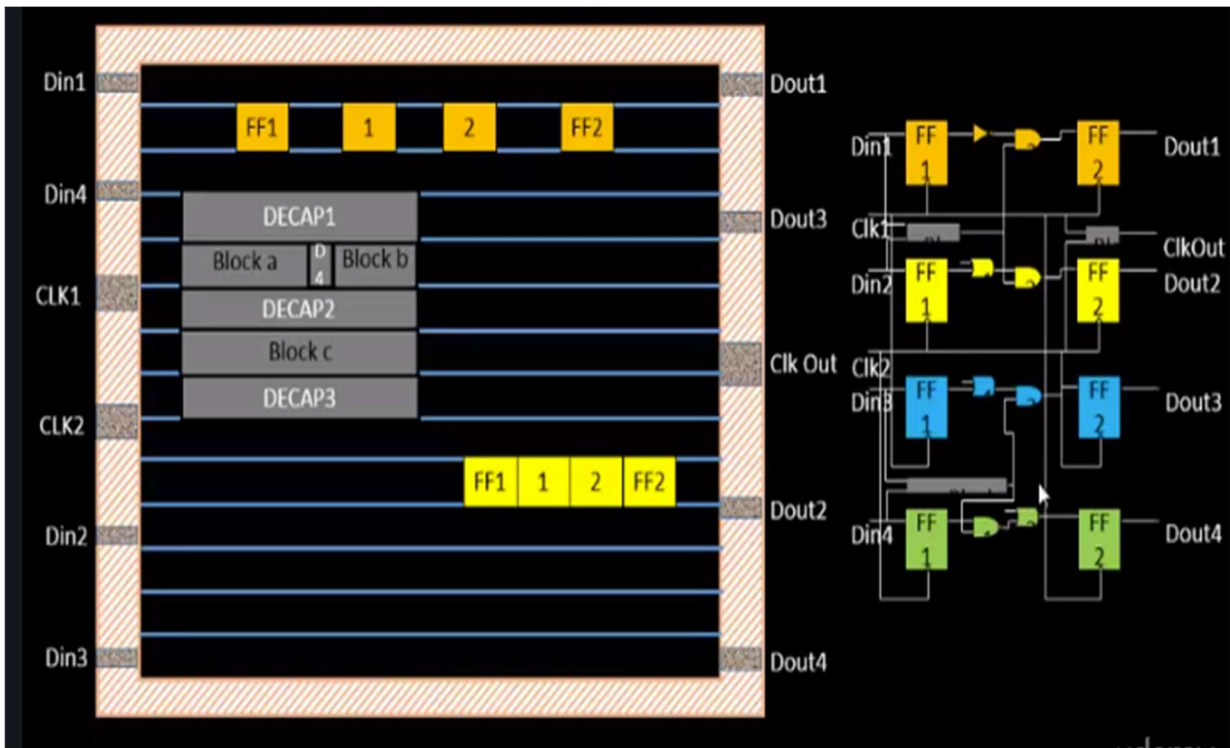 Din1
Dout1
FF1 1 2 FF2
Din4
DECAP1
Dout3
Block a D4 Block b
CLK1
DECAP2
Block c
Clk Out
DECAP3
CLK2
FF1 1 2 FF2
Dout2
Din2
Din3
Dout4
Din1
FF
1
FF
2
Dout1
Clk1
ClkOut
Din2
FF
1
FF
2
Dout2
Clk2
Din3
FF
1
FF
2
Dout3
Din4
FF
1
FF
2
Dout4